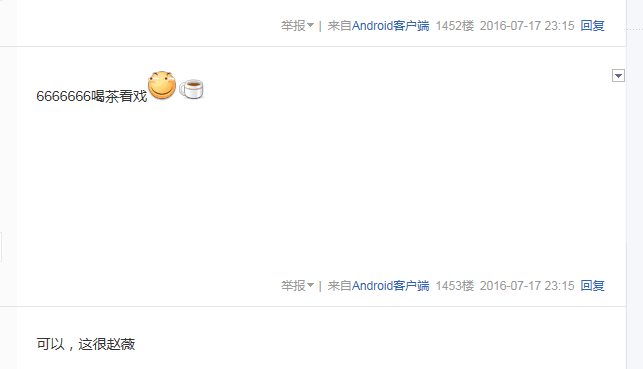 举报 | 来自Android客户端 1452楼 2016-07-17 23:15 回复
6666666喝茶看戏
举报 | 来自Android客户端 1453楼 2016-07-17 23:15 回复
可以，这很赵薇